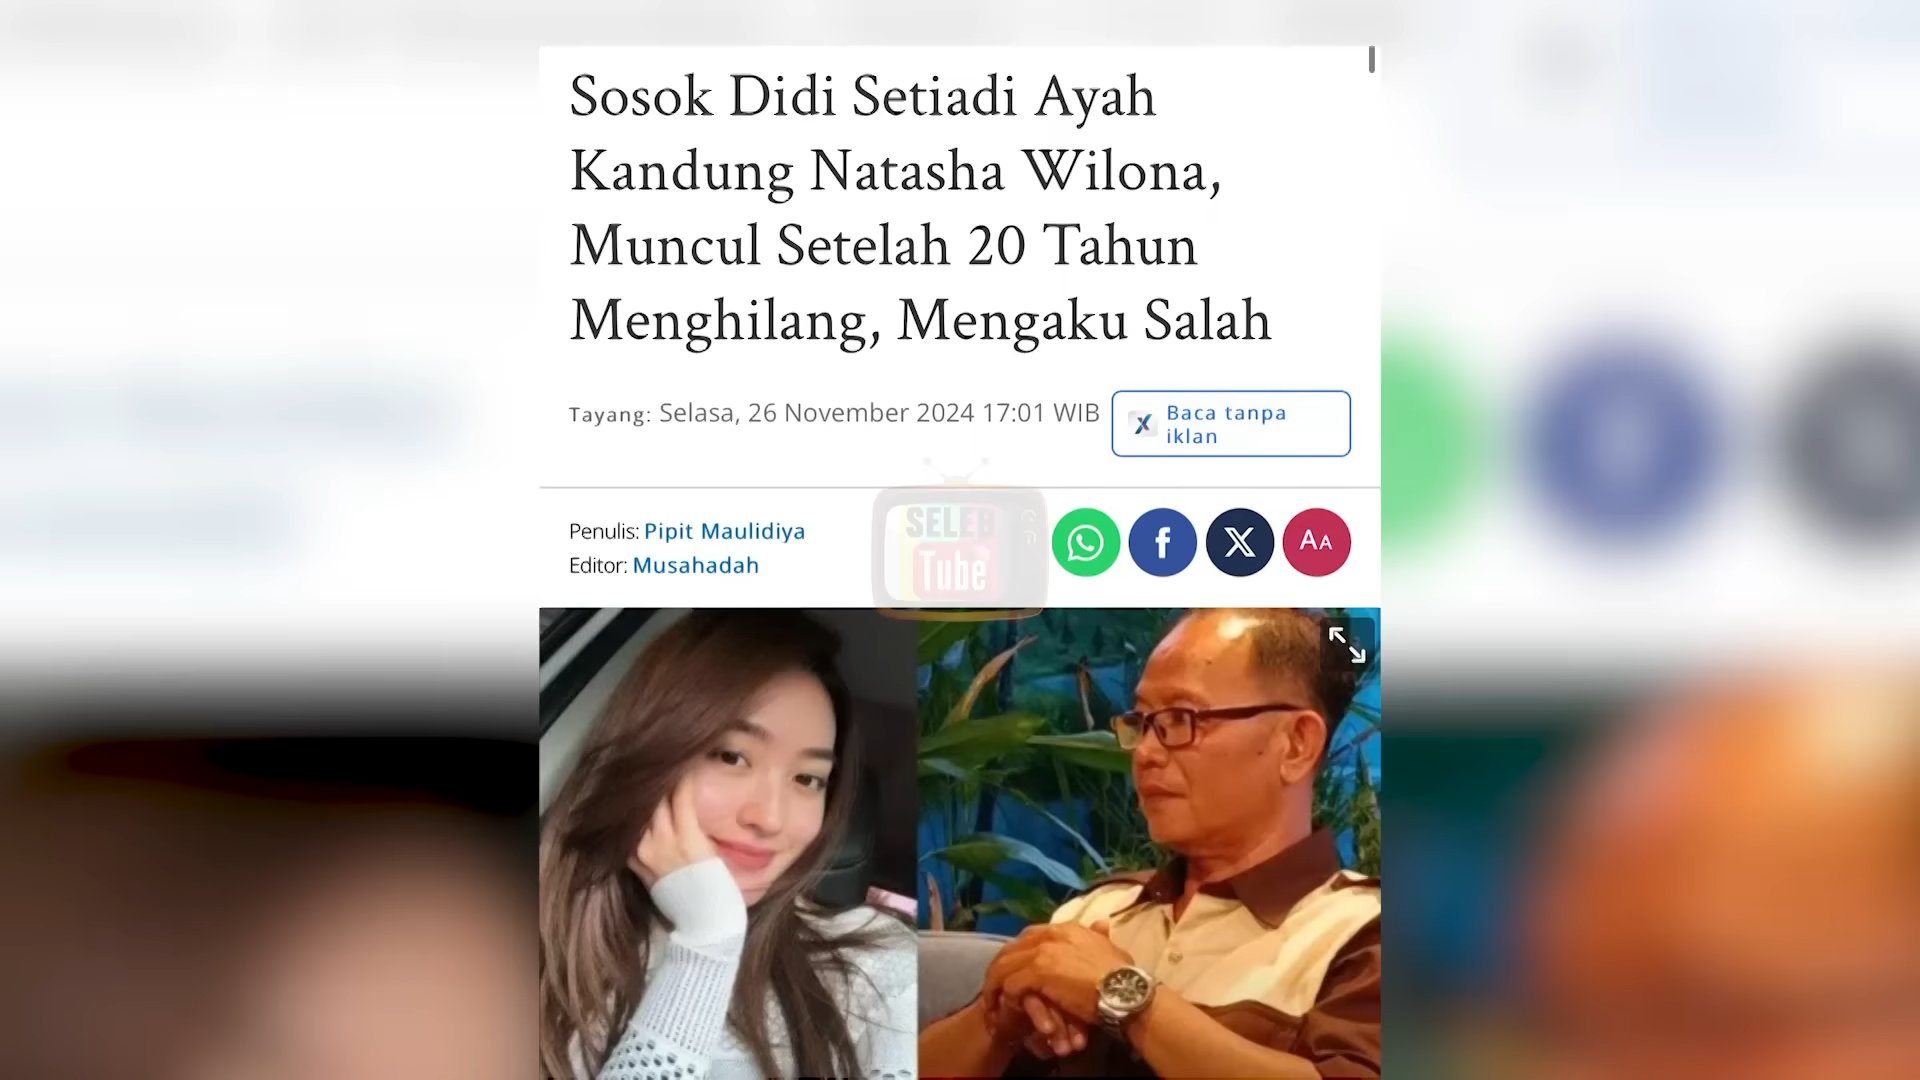 Sosok Didi Setiadi Ayah
Kandung Natasha Wilona,
Muncul Setelah 20 Tahun
Menghilang, Mengaku Salah
Tayang: Selasa, 26 November 2024 17:01 WIB
Baca tanpa
iklan
Penulis: Pipit Maulidiya
Editor: Musahadah
SELEB
Tube
f
X
AA